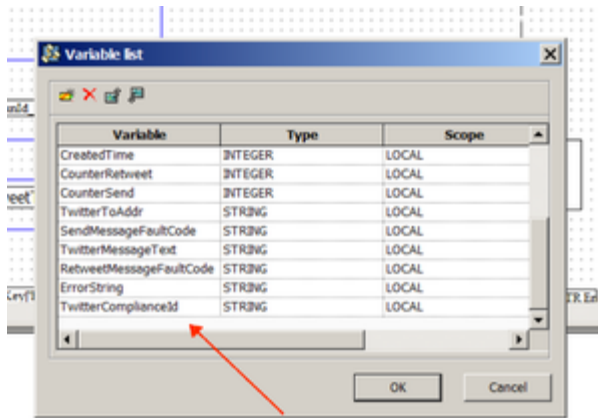 Variable list
Variable Type Scope
CreatedTime INTEGER LOCAL
CounterRetweet INTEGER LOCAL
CounterSend INTEGER LOCAL
TwitterToAddr STRING LOCAL
SendMessageFaultCode STRING LOCAL
TwitterMessageText STRING LOCAL
RetweetMessageFaultCode STRING LOCAL
ErrorString STRING LOCAL
TwitterComplianceId STRING LOCAL
OK Cancel